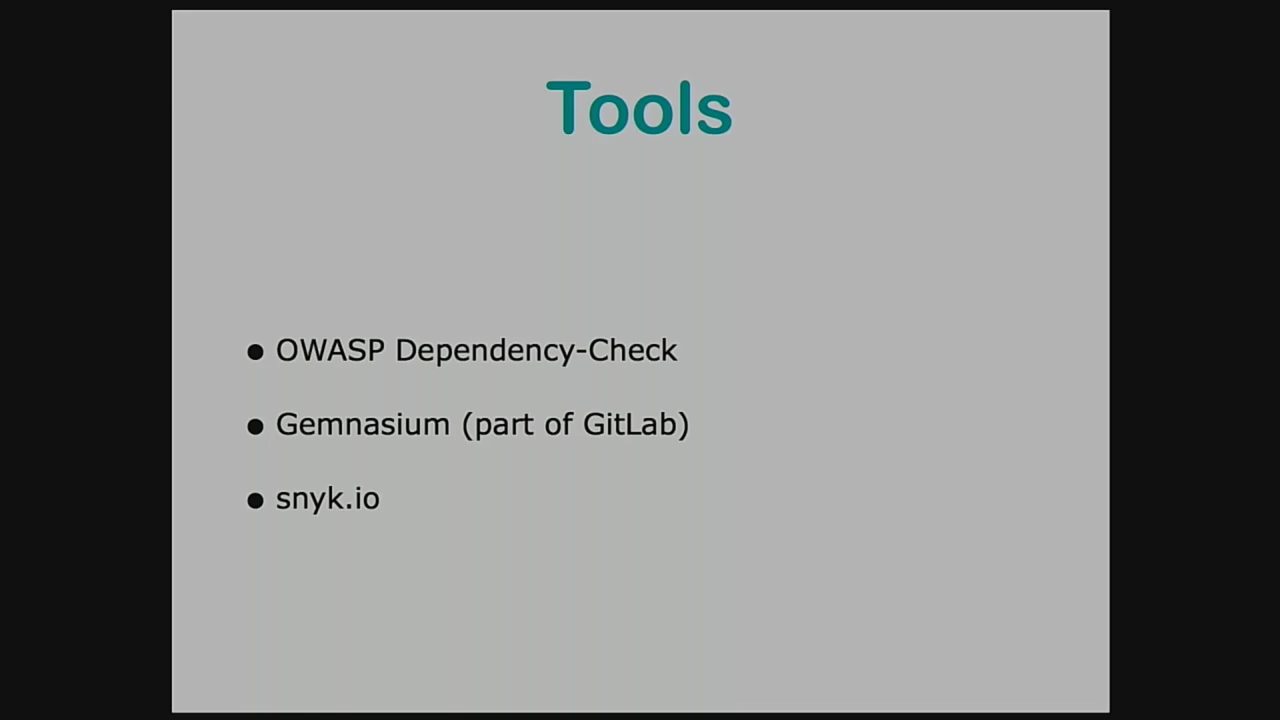 Tools
● OWASP Dependency-Check
● Gemnasium (part of GitLab)
● snyk.io